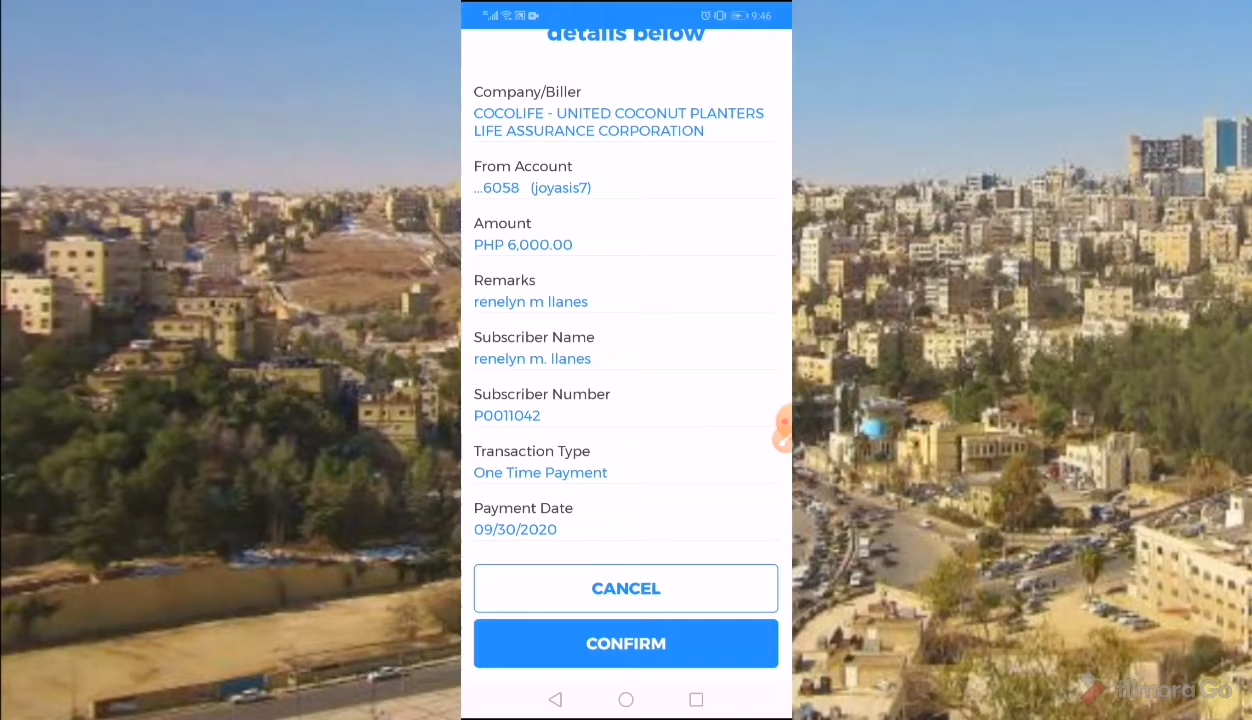 9:46
details below
Company/Biller
COCOLIFE - UNITED COCONUT PLANTERS
LIFE ASSURANCE CORPORATION
From Account
...6058 (joyasis7)
Amount
PHP 6,000.00
Remarks
renelyn m llanes
Subscriber Name
renelyn m. llanes
Subscriber Number
P0011042
Transaction Type
One Time Payment
Payment Date
09/30/2020
CANCEL
CONFIRM
filmora Go